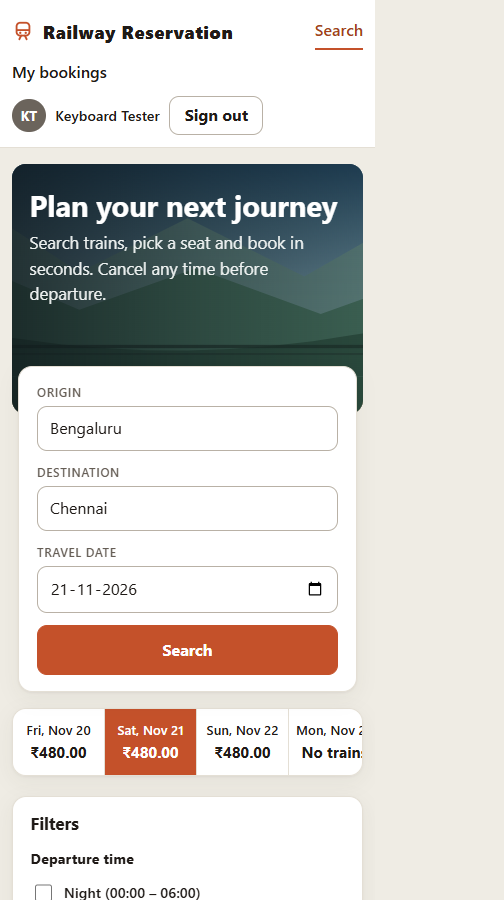 Railway Reservation
Search
My bookings
KT
Keyboard Tester
Sign out
Plan your next journey
Search trains, pick a seat and book in
seconds. Cancel any time before
departure.
ORIGIN
Bengaluru
DESTINATION
Chennai
TRAVEL DATE
21-11-2026
Search
Fri, Nov 20
₹480.00
Sat, Nov 21
₹480.00
Sun, Nov 22
₹480.00
Mon, Nov 2
No trains
Filters
Departure time
Night (00:00 – 06:00)